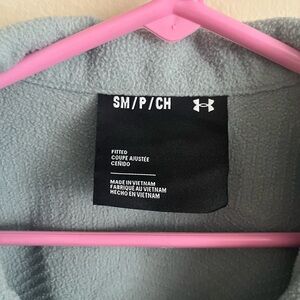 SM/P/CH
FITTED
COUPE AJUSTÉE
CEÑIDO
MADE IN VIETNAM
FABRIQUÉ AU VIETNAM
HECHO EN VIETNAM